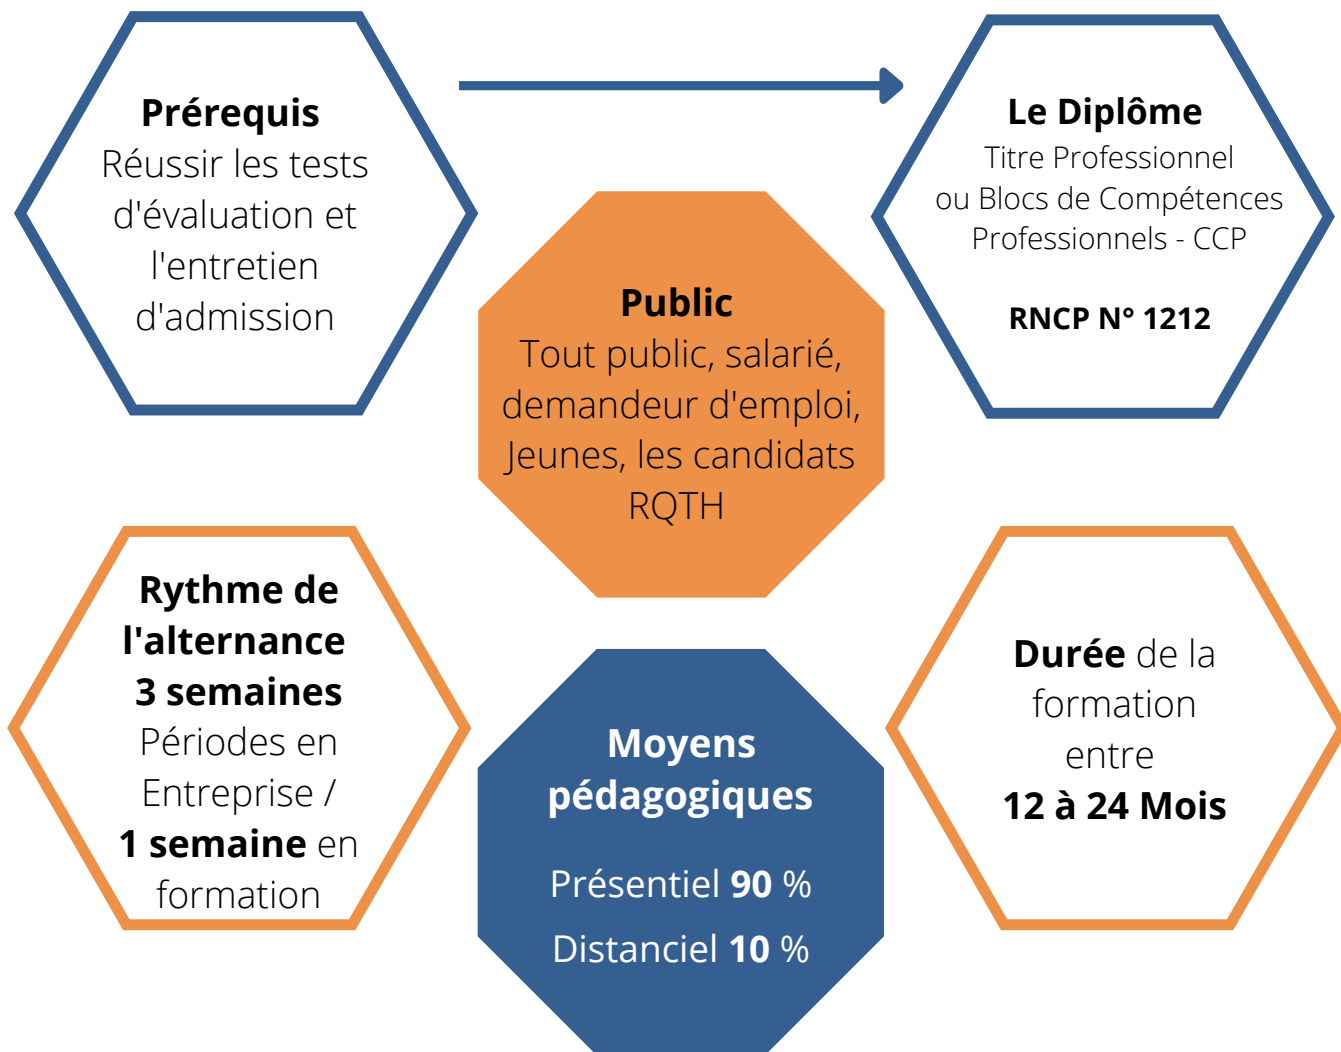 Prérequis
Réussir les tests
d'évaluation et
l'entretien
d'admission
Le Diplôme
Titre Professionnel
ou Blocs de Compétences
Professionnels - CCP
RNCP N° 1212
Public
Tout public, salarié,
demandeur d'emploi,
Jeunes, les candidats
RQTH
Rythme de
l'alternance
3 semaines
Périodes en
Entreprise /
1 semaine en
formation
Moyens
pédagogiques
Présentiel 90 %
Distanciel 10 %
Durée de la
formation
entre
12 à 24 Mois